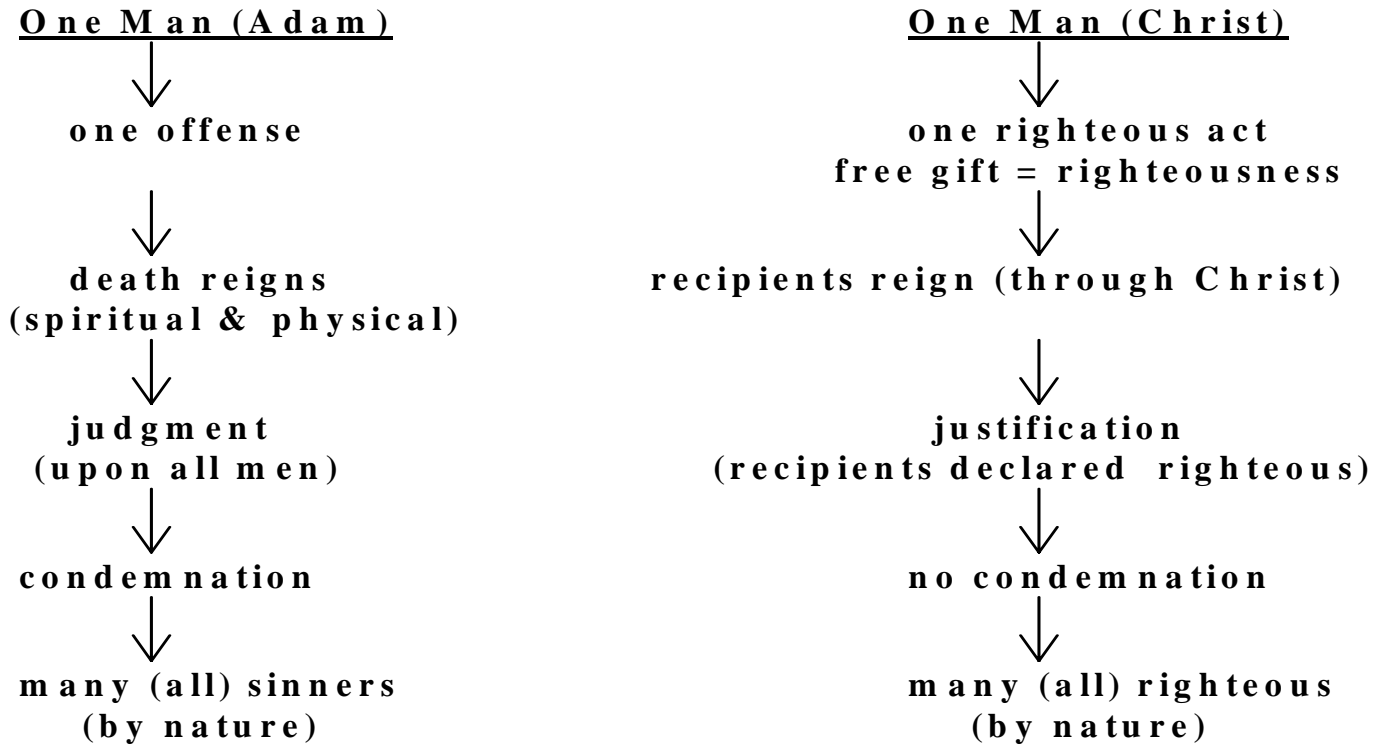 One Man (Adam)
one offense
death reigns
(spiritual & physical)
judgment
(upon all men)
condemnation
many (all) sinners
(by nature)
One Man (Christ)
one righteous act
free gift = righteousness
recipients reign (through Christ)
justification
(recipients declared righteous)
no condemnation
many (all) righteous
(by nature)